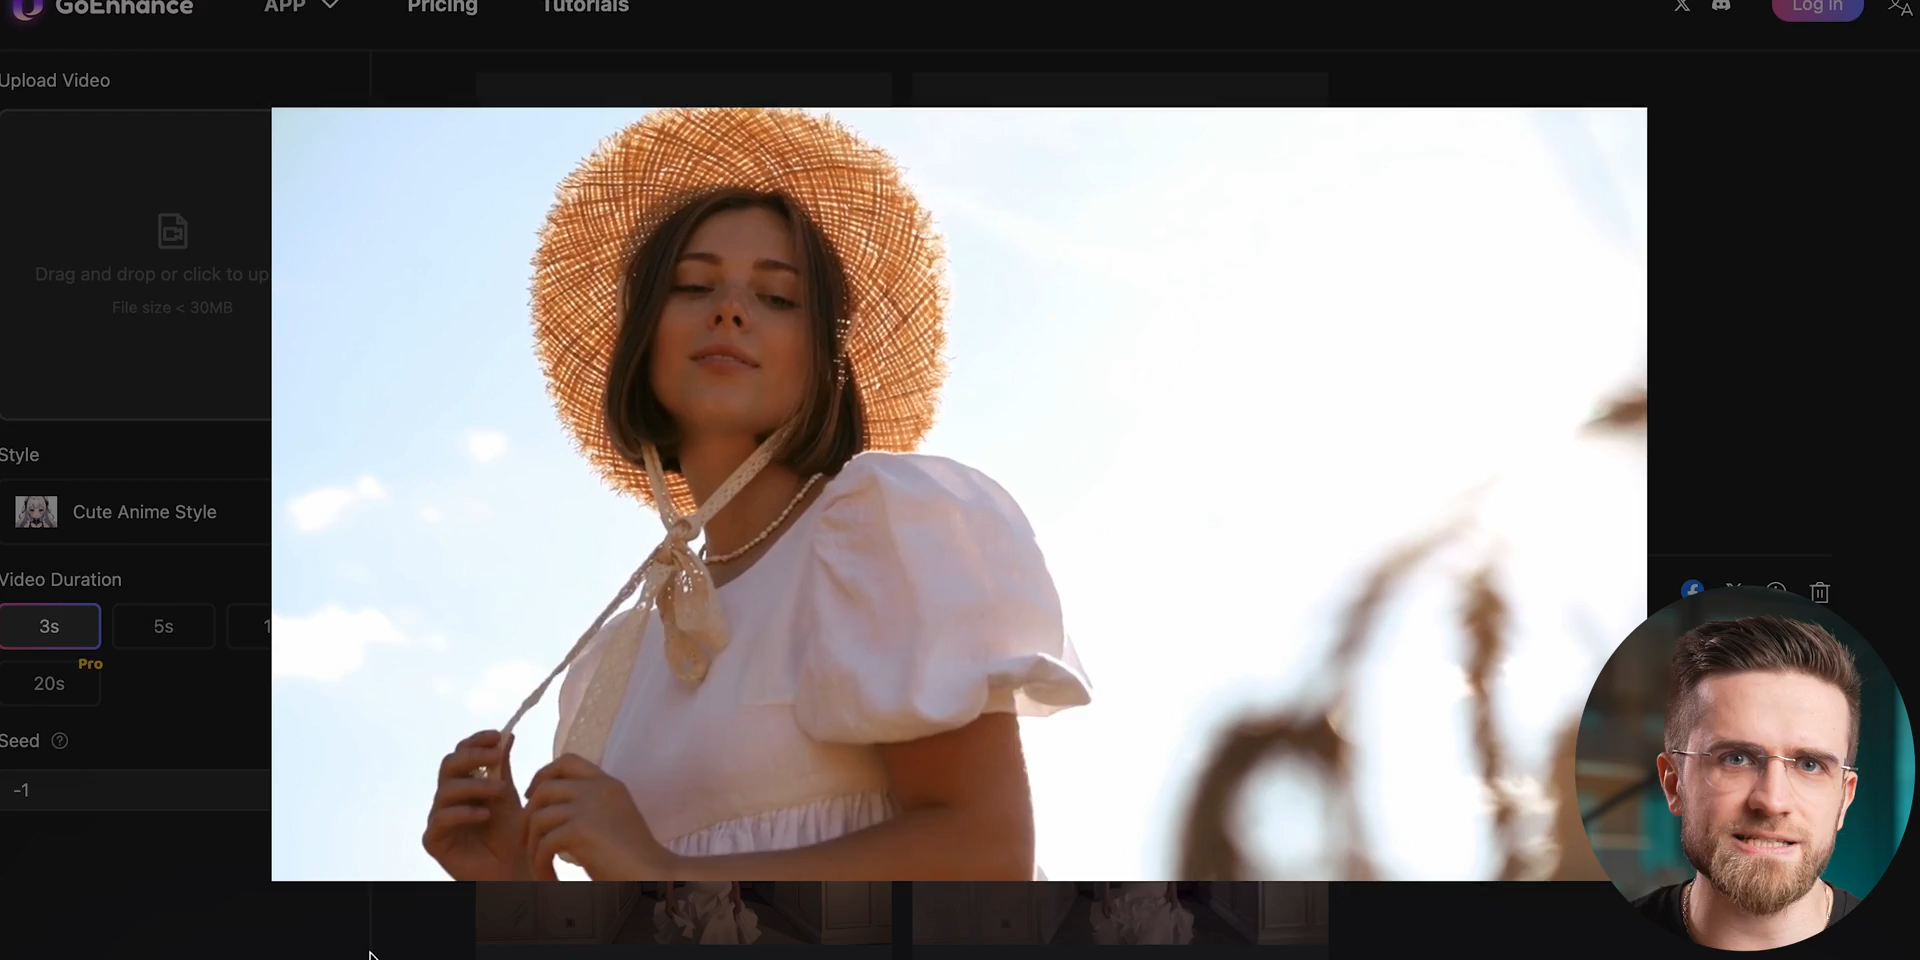 GoEnhance
APP
Pricing
Tutorials
Log in
Upload Video
Drag and drop or click to up
File size < 30MB
Style
Cute Anime Style
Video Duration
3s
5s
1
Pro
20s
Seed
-1